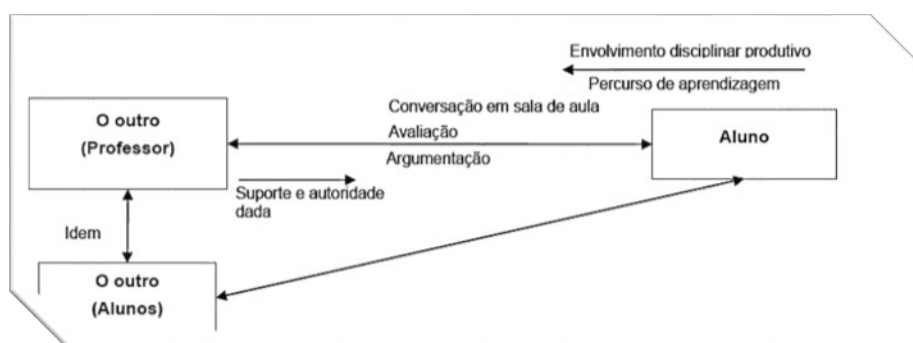 Envolvimento disciplinar produtivo
Percurso de aprendizagem
O outro
(Professor)
Conversação em sala de aula
Avaliação
Argumentação
Aluno
Suporte e autoridade
dada
Idem
O outro
(Alunos)